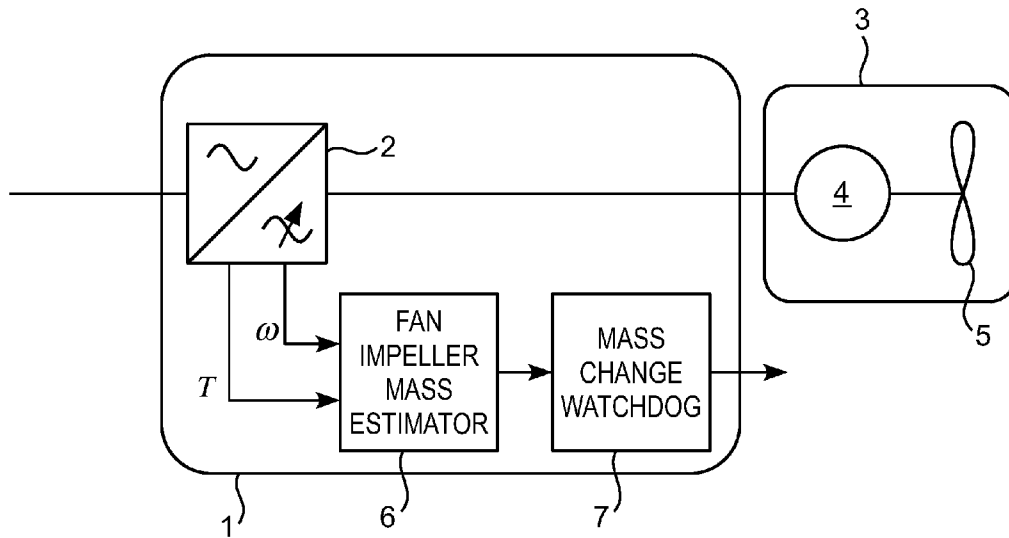 3
2
4
5
ω
T
FAN
IMPELLER
MASS
ESTIMATOR
MASS
CHANGE
WATCHDOG
1
6
7